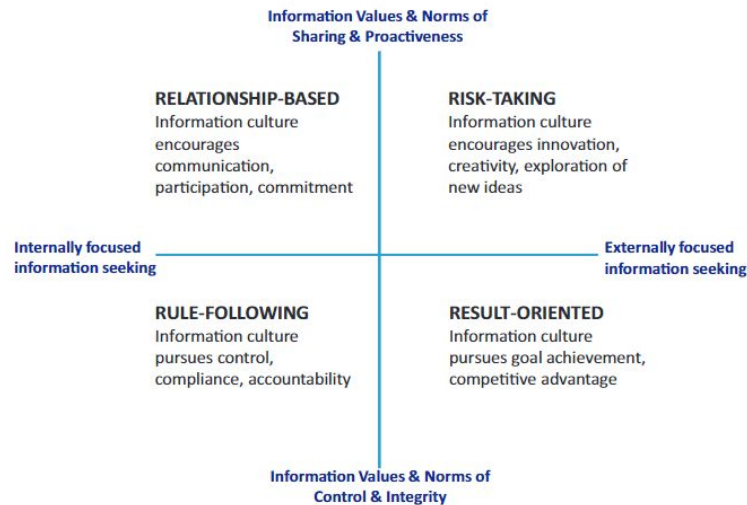 Information Values & Norms of
Sharing & Proactiveness
RELATIONSHIP-BASED
Information culture
encourages
communication,
participation, commitment
RISK-TAKING
Information culture
encourages innovation,
creativity, exploration of
new ideas
Internally focused
information seeking
Externally focused
information seeking
RULE-FOLLOWING
Information culture
pursues control,
compliance, accountability
RESULT-ORIENTED
Information culture
pursues goal achievement,
competitive advantage
Information Values & Norms of
Control & Integrity